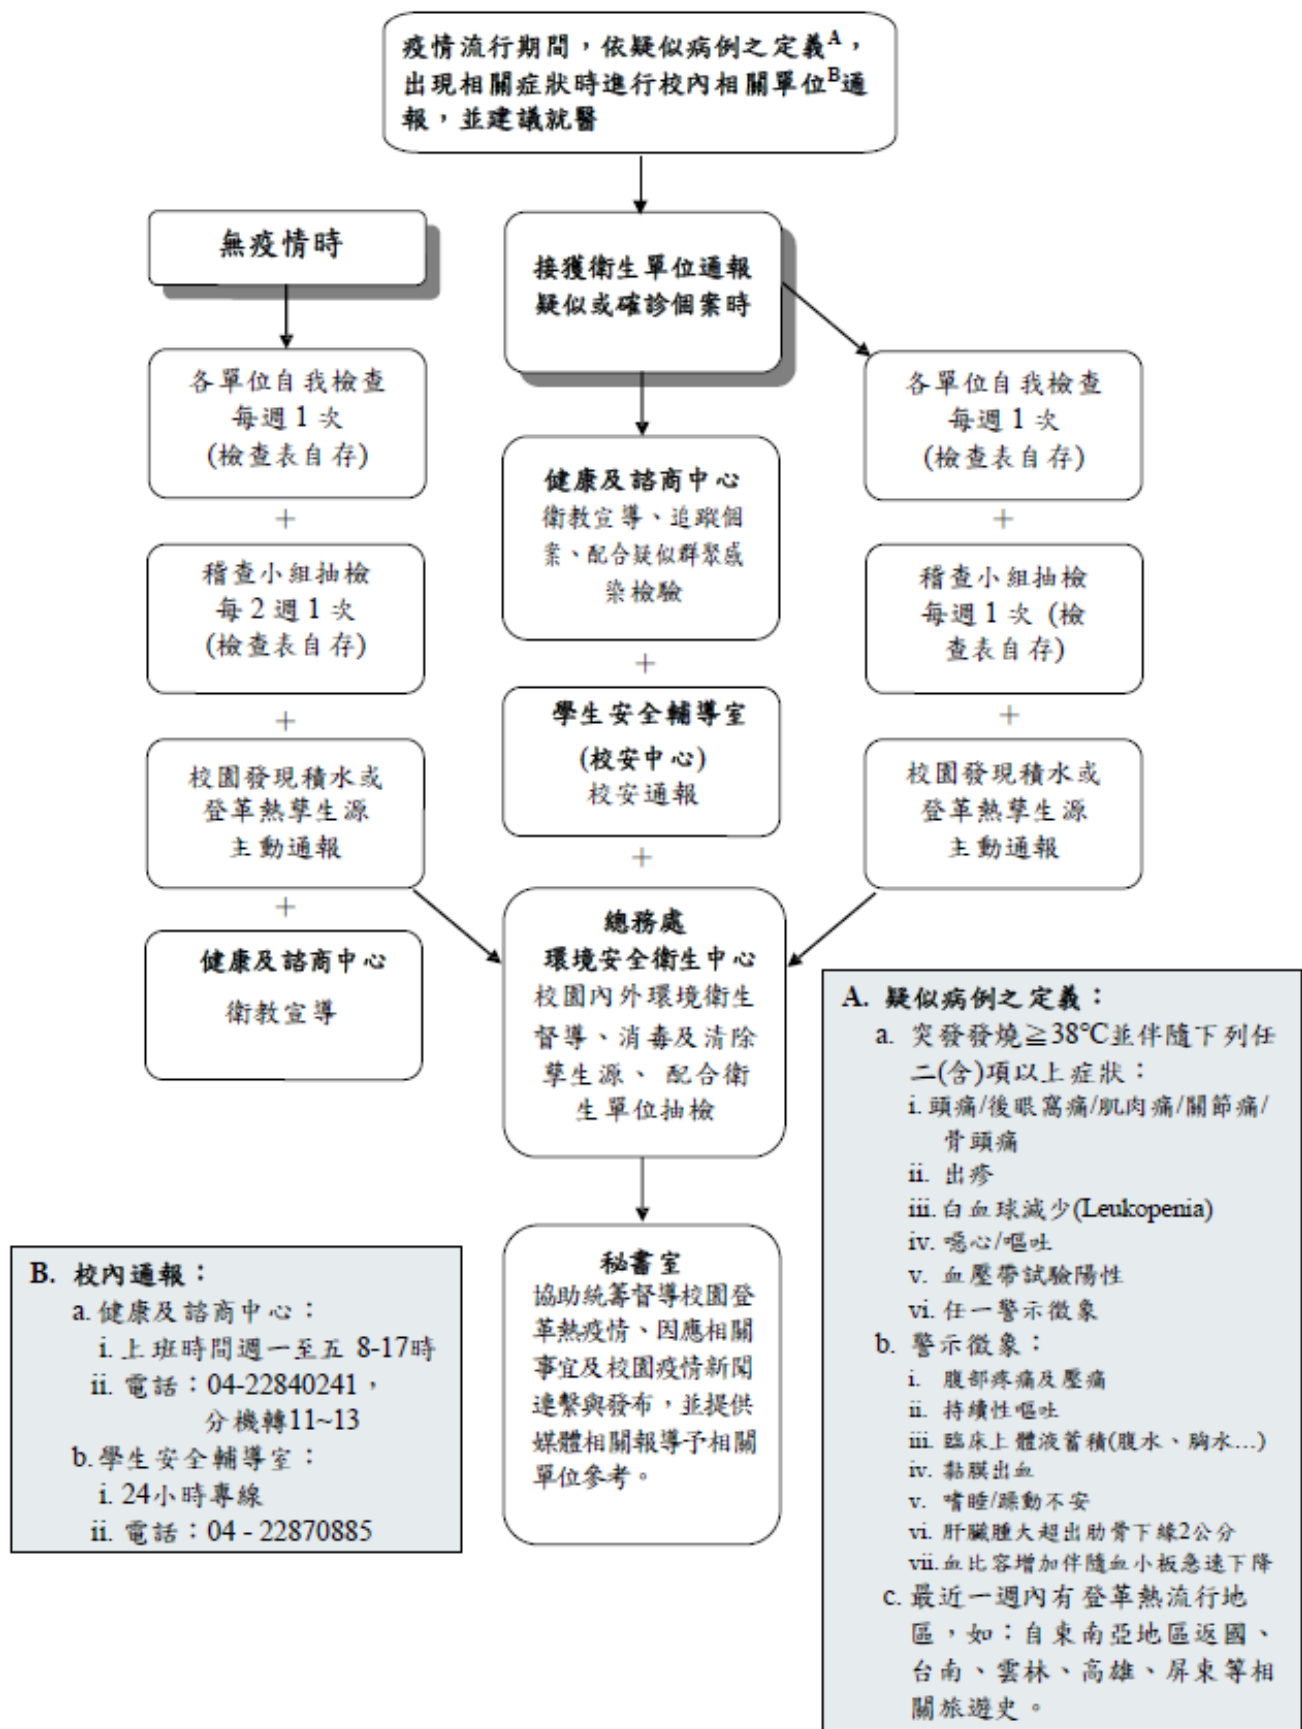 疫情流行期間，依疑似病例之定義A，
出現相關症狀時進行校內相關單位B通
報，並建議就醫
無疫情時
各單位自我檢查
每週 1 次
(檢查表自存)
+
稽查小組抽檢
每 2 週 1 次
(檢查表自存)
+
校園發現積水或
登革熱孳生源
主動通報
+
健康及諮商中心
衛教宣導
接獲衛生單位通報
疑似或確診個案時
健康及諮商中心
衛教宣導、追蹤個
案、配合疑似群聚感
染檢驗
+
學生安全輔導室
(校安中心)
校安通報
+
總務處
環境安全衛生中心
校園內外環境衛生
督導、消毒及清除
孳生源、 配合衛
生單位抽檢
秘書室
協助統籌督導校園登
革熱疫情、因應相關
事宜及校園疫情新聞
連繫與發布，並提供
媒體相關報導予相關
單位參考。
各單位自我檢查
每週 1 次
(檢查表自存)
+
稽查小組抽檢
每週 1 次 (檢
查表自存)
+
校園發現積水或
登革熱孳生源
主動通報
A. 疑似病例之定義：
a. 突發發燒≧38℃並伴隨下列任
二(含)項以上症狀：
i. 頭痛/後眼窩痛/肌肉痛/關節痛/
骨頭痛
ii. 出疹
iii. 白血球減少(Leukopenia)
iv. 噁心/嘔吐
v. 血壓帶試驗陽性
vi. 任一警示徵象
b. 警示徵象：
i. 腹部疼痛及壓痛
ii. 持續性嘔吐
iii. 臨床上體液蓄積(腹水、胸水...)
iv. 黏膜出血
v. 嗜睡/躁動不安
vi. 肝臟腫大超出肋骨下緣2公分
vii. 血比容增加伴隨血小板急速下降
c. 最近一週內有登革熱流行地
區，如：自東南亞地區返國、
台南、雲林、高雄、屏東等相
關旅遊史。
B. 校內通報：
a. 健康及諮商中心：
i. 上班時間週一至五 8-17時
ii. 電話：04-22840241，
分機轉11~13
b. 學生安全輔導室：
i. 24小時專線
ii. 電話：04 - 22870885